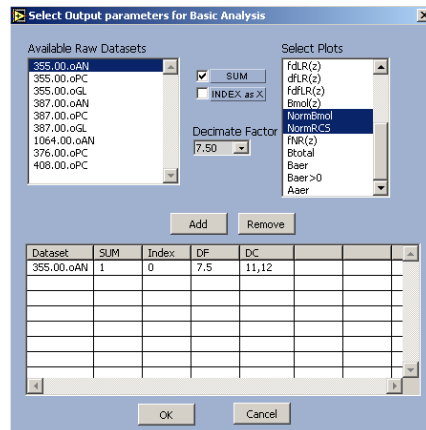 Select Output parameters for Basic Analysis
Available Raw Datasets
355.00.oAN
355.00.oPC
355.00.oGL
387.00.oAN
387.00.oPC
387.00.oGL
1064.00.oAN
376.00.oPC
408.00.oPC
SUM
INDEX as X
Decimate Factor
7.50
Select Plots
fdLR(z)
dfLR(z)
fdfLR(z)
Bmol(z)
NormBmol
NormRCS
fNR(z)
Btotal
Baer
Baer>0
Aaer
Add Remove
Dataset SUM Index DF DC
355.00.oAN 1 0 7.5 11,12
OK Cancel